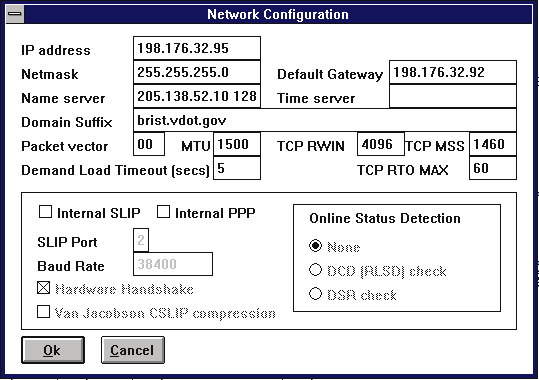 Network Configuration
IP address 198.176.32.95
Netmask 255.255.255.0 Default Gateway 198.176.32.92
Name server 205.138.52.10 128 Time server
Domain Suffix brist.vdot.gov
Packet vector 00 MTU 1500 TCP RWIN 4096 TCP MSS 1460
Demand Load Timeout (secs) 5 TCP RTO MAX 60
Internal SLIP Internal PPP Online Status Detection
SLIP Port 2 None
Baud Rate 38400 DCD (RLSD) check
Hardware Handshake DSR check
Van Jacobson CSLIP compression
Ok Cancel